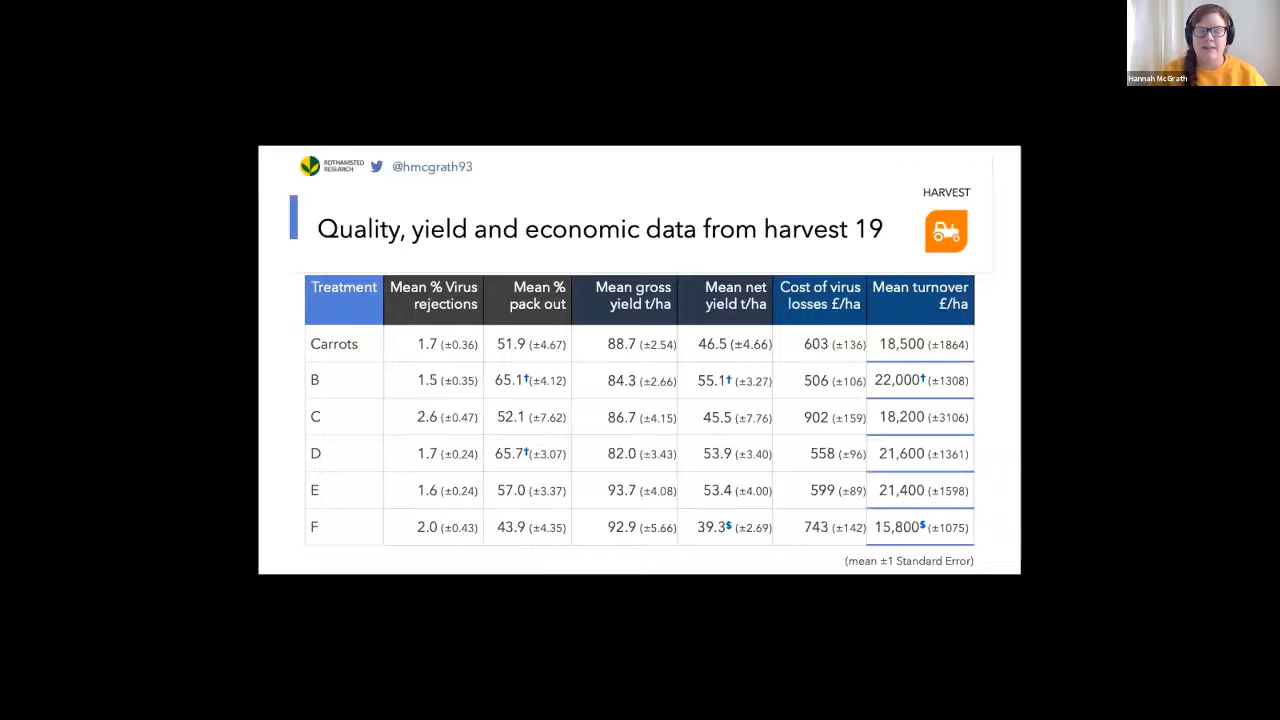 Hannah McGrath
ROTHAMSTED
RESEARCH
@hmcgrath93
HARVEST
Quality, yield and economic data from harvest 19
Treatment Mean % Virus rejections Mean % pack out Mean gross yield t/ha Mean net yield t/ha Cost of virus losses £/ha Mean turnover £/ha
Carrots 1.7 (±0.36) 51.9 (±4.67) 88.7 (±2.54) 46.5 (±4.66) 603 (±136) 18,500 (±1864)
B 1.5 (±0.35) 65.1†(±4.12) 84.3 (±2.66) 55.1† (±3.27) 506 (±106) 22,000†(±1308)
C 2.6 (±0.47) 52.1 (±7.62) 86.7 (±4.15) 45.5 (±7.76) 902 (±159) 18,200 (±3106)
D 1.7 (±0.24) 65.7†(±3.07) 82.0 (±3.43) 53.9 (±3.40) 558 (±96) 21,600 (±1361)
E 1.6 (±0.24) 57.0 (±3.37) 93.7 (±4.08) 53.4 (±4.00) 599 (±89) 21,400 (±1598)
F 2.0 (±0.43) 43.9 (±4.35) 92.9 (±5.66) 39.3$ (±2.69) 743 (±142) 15,800$ (±1075)
(mean ±1 Standard Error)